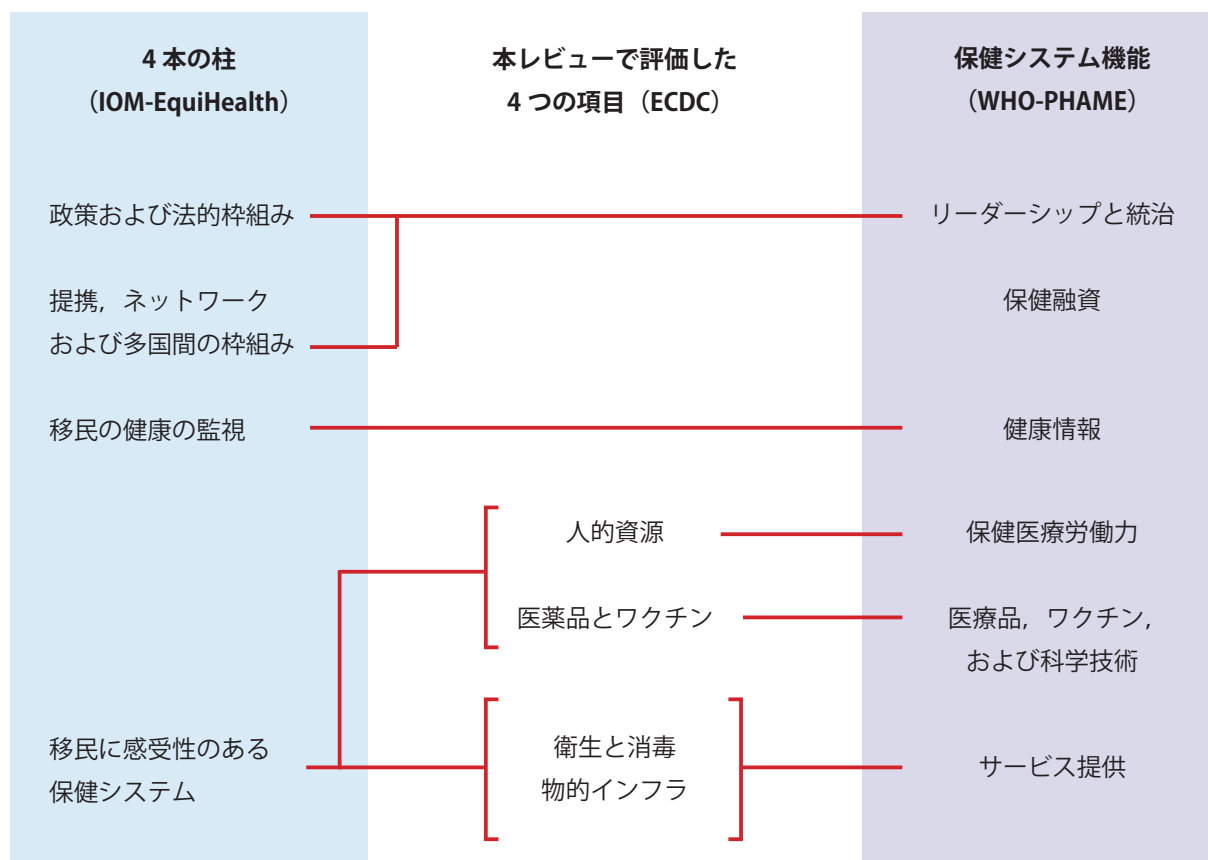 4 本の柱
（IOM-EquiHealth）
本レビューで評価した
4 つの項目（ECDC）
保健システム機能
（WHO-PHAME）
政策および法的枠組み
リーダーシップと統治
提携，ネットワーク
および多国間の枠組み
保健融資
移民の健康の監視
健康情報
人的資源
保健医療労働力
医薬品とワクチン
医療品，ワクチン，
および科学技術
移民に感受性のある
保健システム
衛生と消毒
物的インフラ
サービス提供